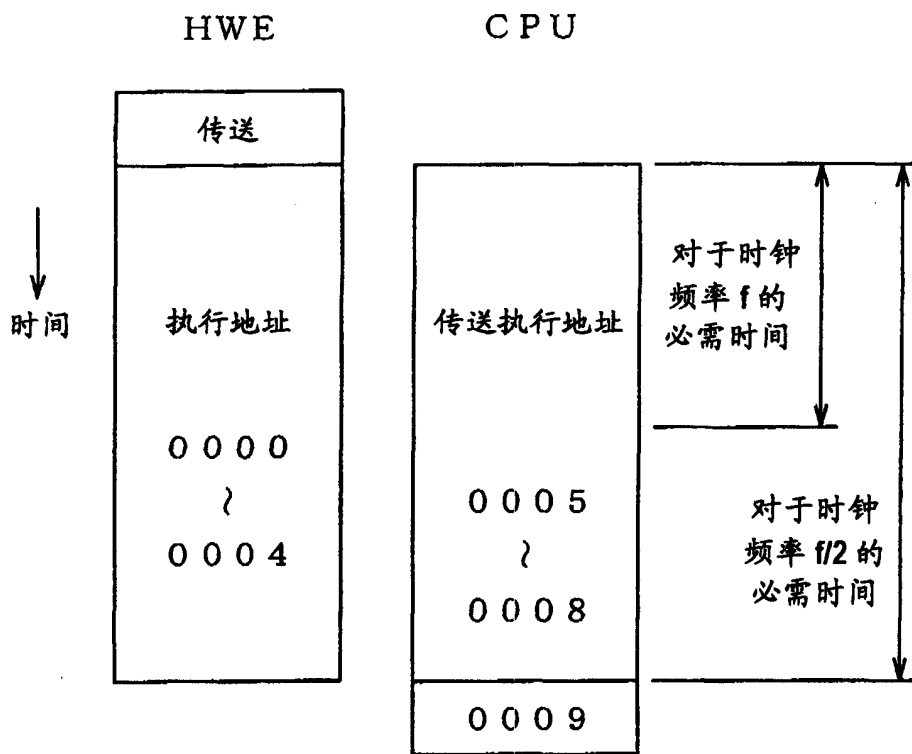 HWE
CPU
传送
时间
执行地址
0000
~
0004
传送执行地址
0005
~
0008
0009
对于时钟
频率 f 的
必需时间
对于时钟
频率 f/2 的
必需时间